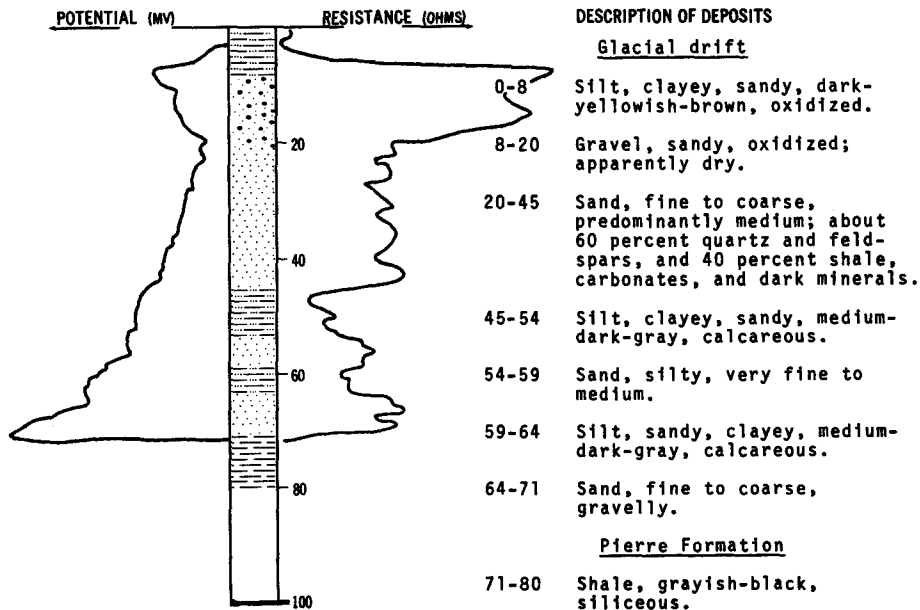 POTENTIAL (MV)
RESISTANCE (OHMS)
DESCRIPTION OF DEPOSITS
Glacial drift
0-8 Silt, clayey, sandy, dark-
yellowish-brown, oxidized.
20
8-20 Gravel, sandy, oxidized;
apparently dry.
20-45 Sand, fine to coarse,
predominantly medium; about
60 percent quartz and feld-
spars, and 40 percent shale,
carbonates, and dark minerals.
40
45-54 Silt, clayey, sandy, medium-
dark-gray, calcareous.
60
54-59 Sand, silty, very fine to
medium.
59-64 Silt, sandy, clayey, medium-
dark-gray, calcareous.
80
64-71 Sand, fine to coarse,
gravelly.
Pierre Formation
71-80 Shale, grayish-black,
siliceous.
100